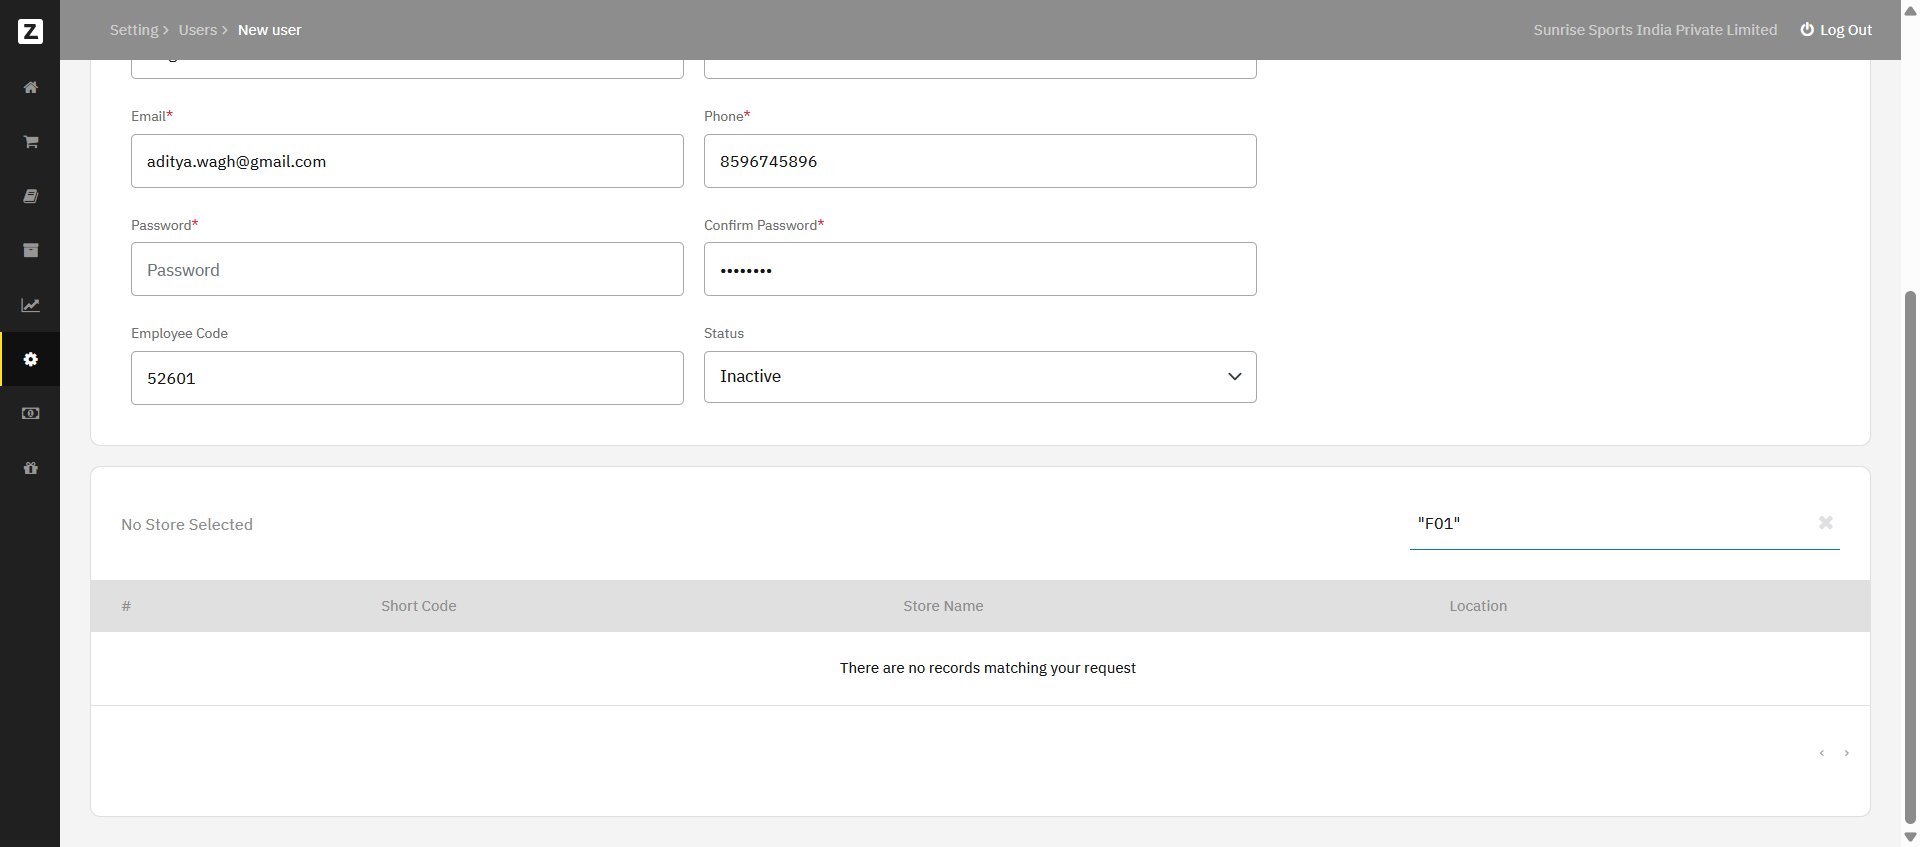 Z
Setting > Users > New user
Sunrise Sports India Private Limited
Log Out
Email*
Phone*
aditya.wagh@gmail.com
8596745896
Password*
Confirm Password*
Password
••••••••
Employee Code
Status
52601
Inactive
No Store Selected
"F01"
# Short Code Store Name Location
There are no records matching your request
‹ ›